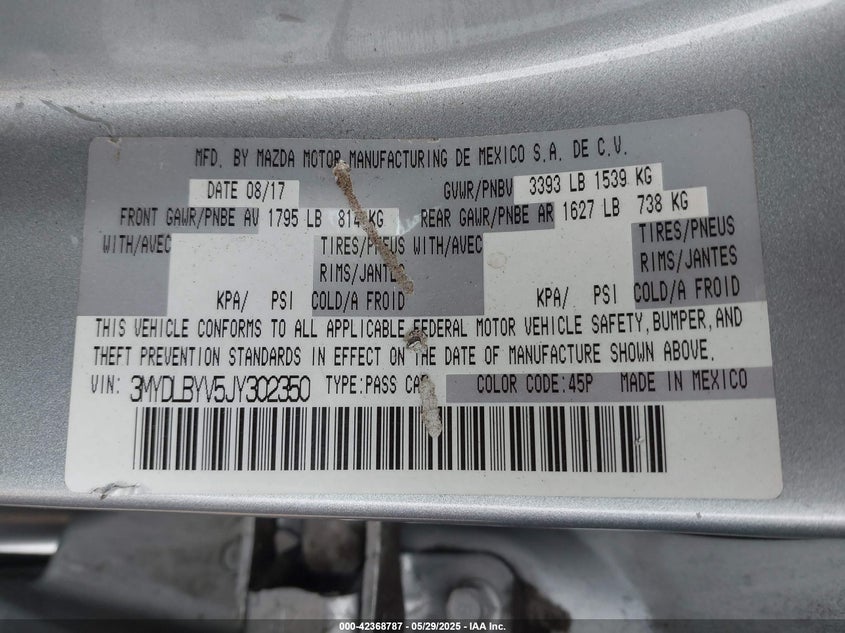 MFD. BY MAZDA MOTOR MANUFACTURING DE MEXICO S.A. DE C.V.
DATE 08/17 GVWR/PNBV 3393 LB 1539 KG
FRONT GAWR/PNBE AV 1795 LB 814 KG REAR GAWR/PNBE AR 1627 LB 738 KG
WITH/AVEC TIRES/PNEUS WITH/AVEC TIRES/PNEUS
RIMS/JANTES RIMS/JANTES
KPA/ PSI COLD/A FROID KPA/ PSI COLD/A FROID
THIS VEHICLE CONFORMS TO ALL APPLICABLE FEDERAL MOTOR VEHICLE SAFETY, BUMPER, AND
THEFT PREVENTION STANDARDS IN EFFECT ON THE DATE OF MANUFACTURE SHOWN ABOVE.
VIN: 3MYDLBYV5JY302350 TYPE:PASS CAR COLOR CODE:45P MADE IN MEXICO
000-42368787 - 05/29/2025 - IAA Inc.